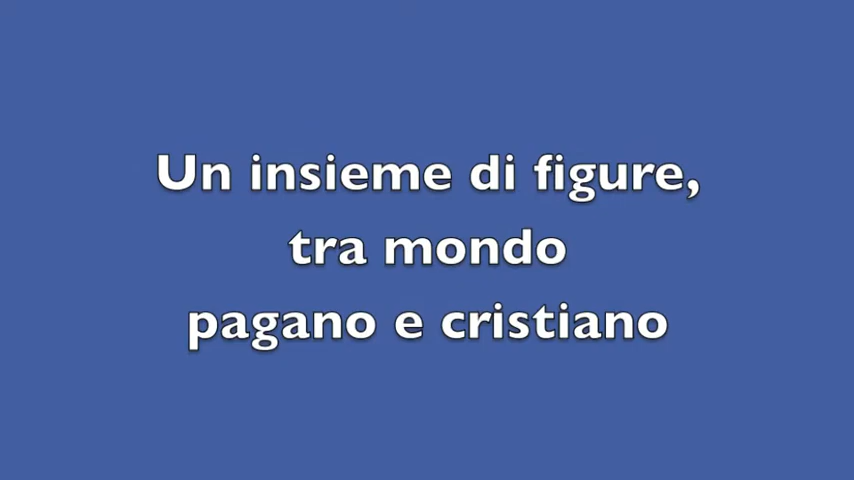 Un insieme di figure,
tra mondo
pagano e cristiano